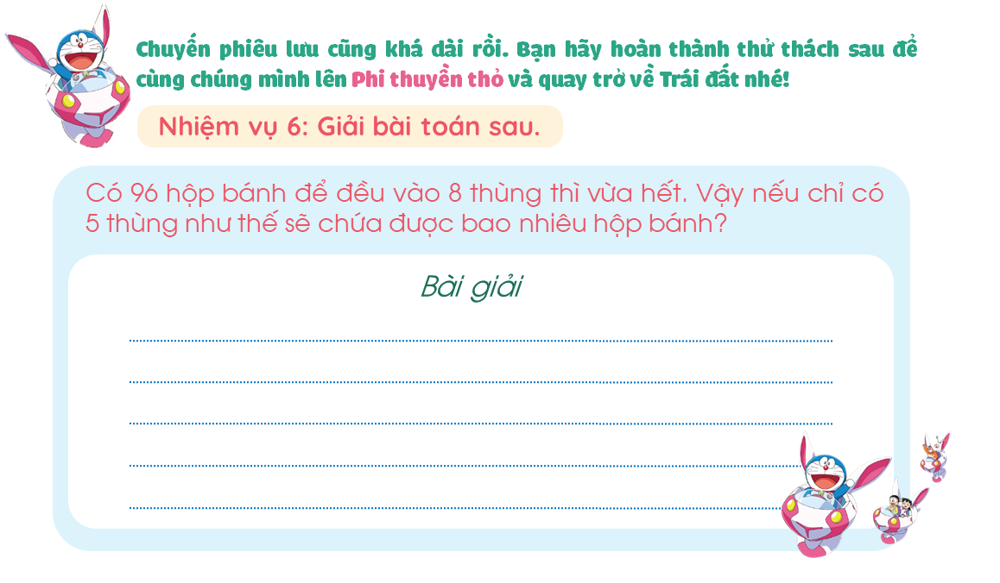 Chuyến phiêu lưu cũng khá dài rồi. Bạn hãy hoàn thành thử thách sau để
cùng chúng mình lên Phi thuyền thỏ và quay trở về Trái đất nhé!
Nhiệm vụ 6: Giải bài toán sau.
Có 96 hộp bánh để đều vào 8 thùng thì vừa hết. Vậy nếu chỉ có
5 thùng như thế sẽ chứa được bao nhiêu hộp bánh?
Bài giải